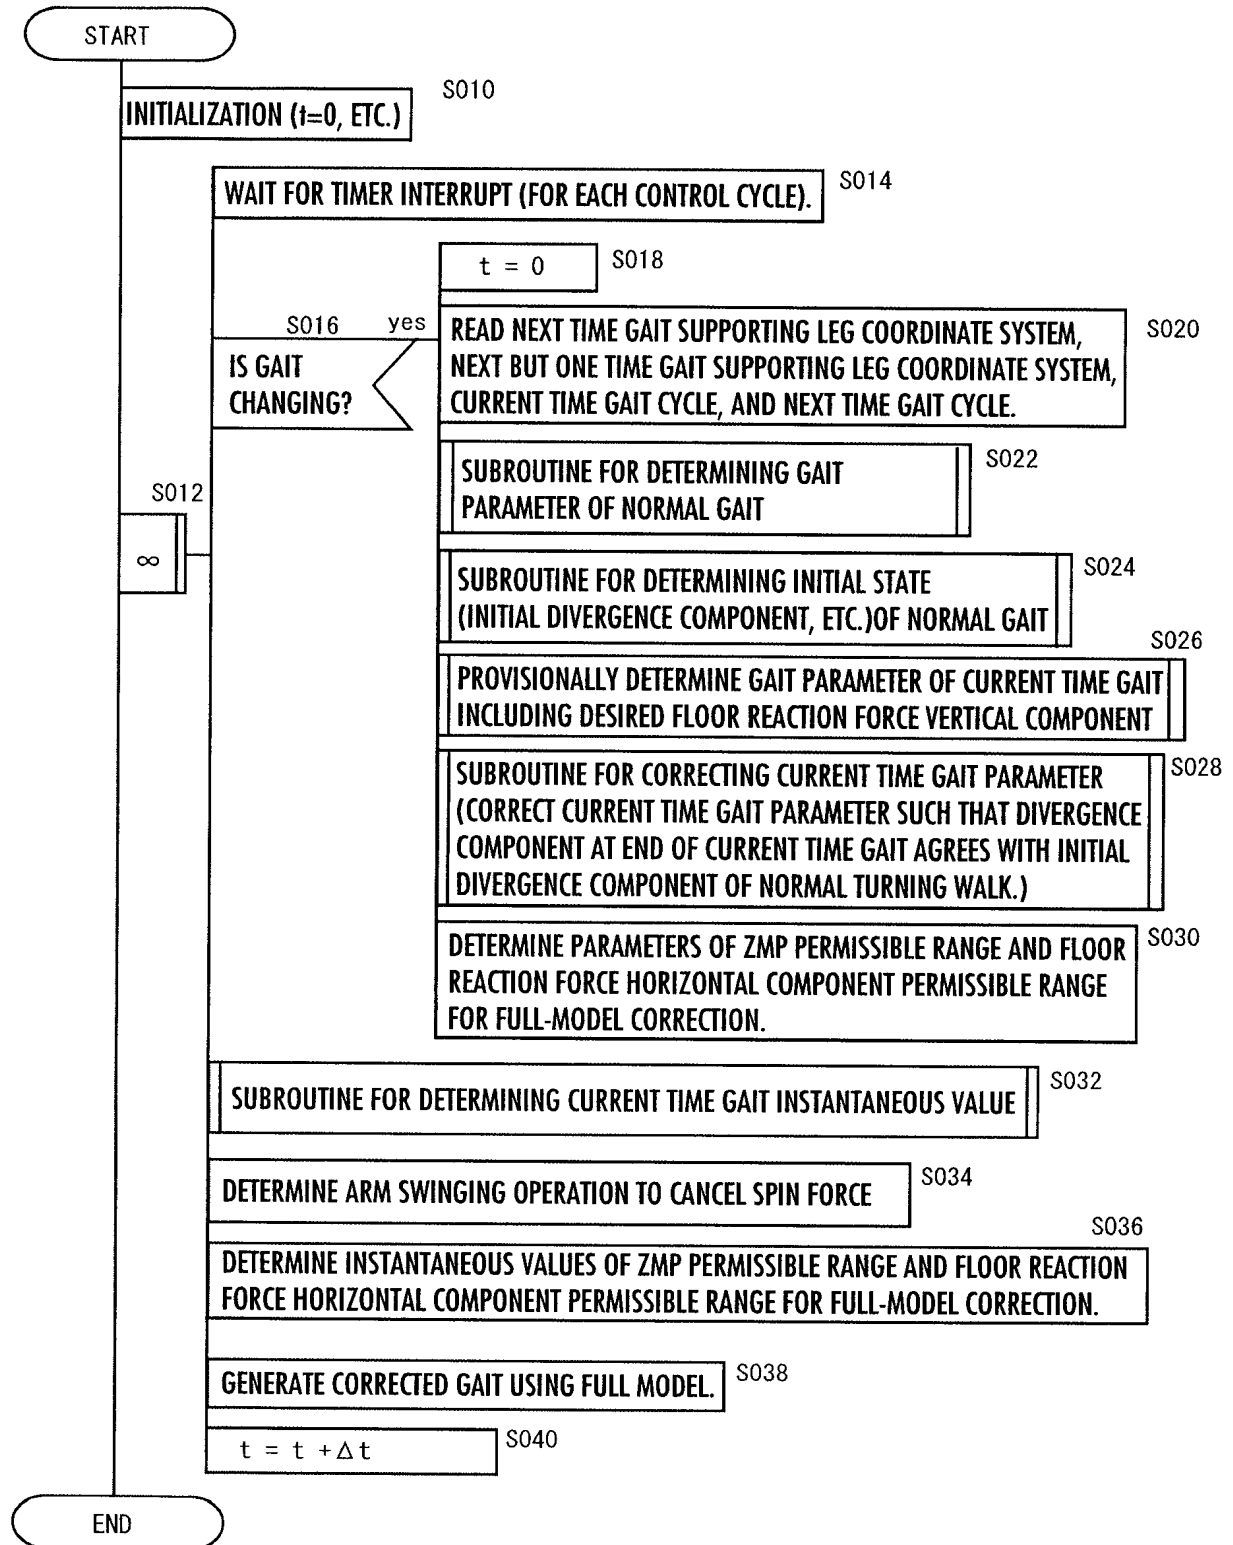 START
S010
INITIALIZATION (t=0, ETC.)
S014
WAIT FOR TIMER INTERRUPT (FOR EACH CONTROL CYCLE).
t = 0
S018
S016
yes
IS GAIT
CHANGING?
S020
READ NEXT TIME GAIT SUPPORTING LEG COORDINATE SYSTEM,
NEXT BUT ONE TIME GAIT SUPPORTING LEG COORDINATE SYSTEM,
CURRENT TIME GAIT CYCLE, AND NEXT TIME GAIT CYCLE.
S022
SUBROUTINE FOR DETERMINING GAIT
PARAMETER OF NORMAL GAIT
S012
∞
S024
SUBROUTINE FOR DETERMINING INITIAL STATE
(INITIAL DIVERGENCE COMPONENT, ETC.)OF NORMAL GAIT
S026
PROVISIONALLY DETERMINE GAIT PARAMETER OF CURRENT TIME GAIT
INCLUDING DESIRED FLOOR REACTION FORCE VERTICAL COMPONENT
S028
SUBROUTINE FOR CORRECTING CURRENT TIME GAIT PARAMETER
(CORRECT CURRENT TIME GAIT PARAMETER SUCH THAT DIVERGENCE
COMPONENT AT END OF CURRENT TIME GAIT AGREES WITH INITIAL
DIVERGENCE COMPONENT OF NORMAL TURNING WALK.)
S030
DETERMINE PARAMETERS OF ZMP PERMISSIBLE RANGE AND FLOOR
REACTION FORCE HORIZONTAL COMPONENT PERMISSIBLE RANGE
FOR FULL-MODEL CORRECTION.
S032
SUBROUTINE FOR DETERMINING CURRENT TIME GAIT INSTANTANEOUS VALUE
S034
DETERMINE ARM SWINGING OPERATION TO CANCEL SPIN FORCE
S036
DETERMINE INSTANTANEOUS VALUES OF ZMP PERMISSIBLE RANGE AND FLOOR REACTION
FORCE HORIZONTAL COMPONENT PERMISSIBLE RANGE FOR FULL-MODEL CORRECTION.
S038
GENERATE CORRECTED GAIT USING FULL MODEL.
S040
t = t +Δt
END